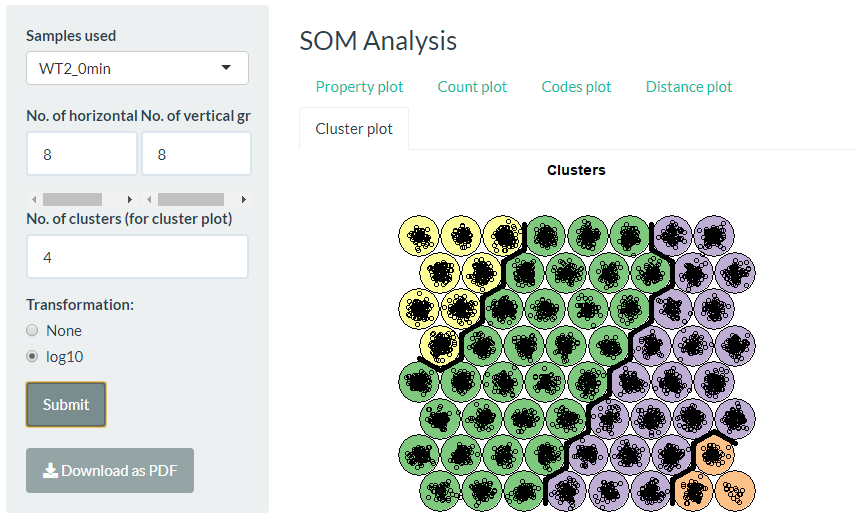 Samples used
WT2_0min
No. of horizontal No. of vertical gr
8 8
No. of clusters (for cluster plot)
4
Transformation:
None
log10
Submit
Download as PDF
SOM Analysis
Property plot Count plot Codes plot Distance plot
Cluster plot
Clusters